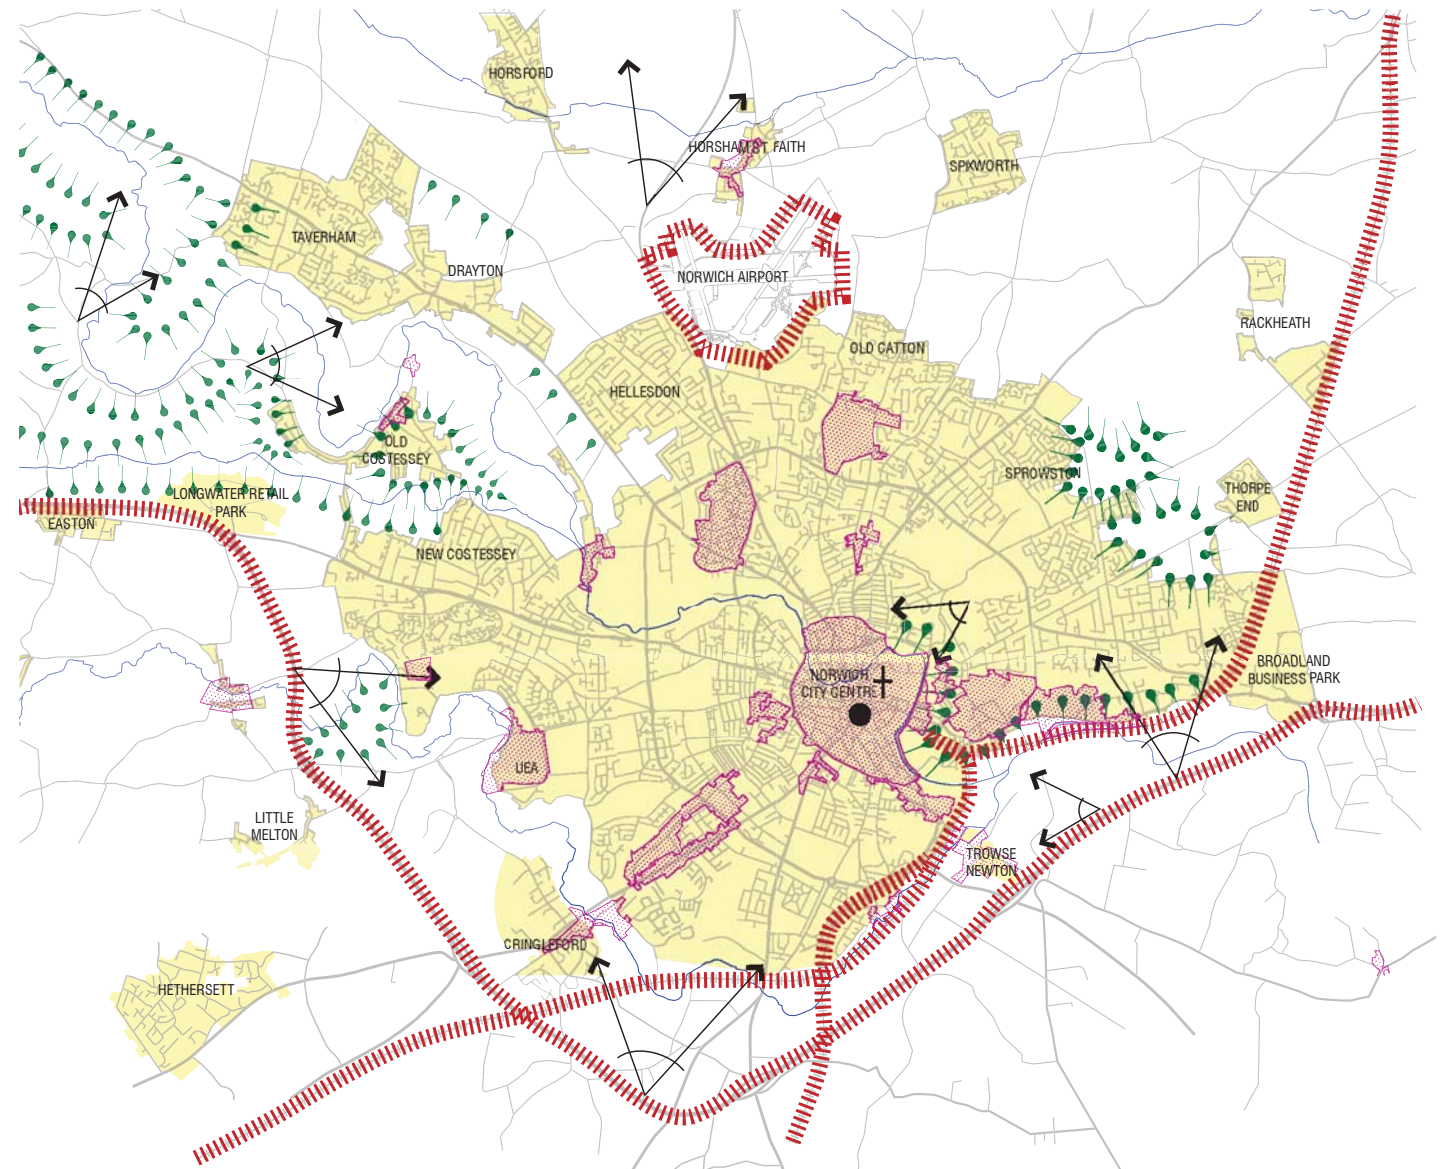 HORSFORD
HORSHAM ST FAITH
SPIXWORTH
TAVERHAM
DRAYTON
NORWICH AIRPORT
RACKHEATH
OLD CATTON
HELLESDON
OLD
COSTESSEY
SPROWSTON
LONGWATER RETAIL
PARK
THORPE
END
EASTON
NEW COSTESSEY
BROADLAND
BUSINESS PARK
NORWICH
CITY CENTRE
UEA
LITTLE
MELTON
TROWSE
NEWTON
CRINGLEFORD
HETHERSETT